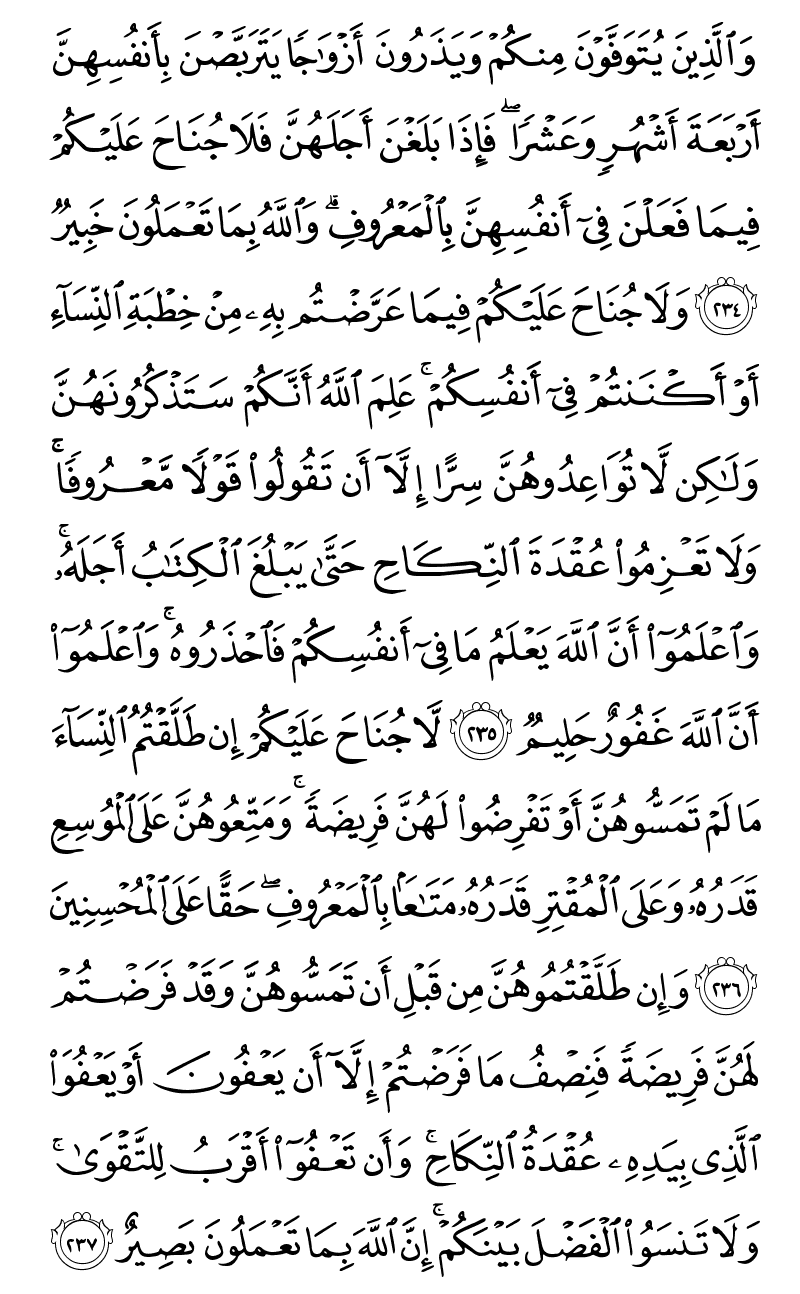 وَٱلَّذِينَ يُتَوَفَّوْنَ مِنكُمْ وَيَذَرُونَ أَزْوَٰجًا يَتَرَبَّصْنَ بِأَنفُسِهِنَّ
أَرْبَعَةَ أَشْهُرٍ وَعَشْرًا ۖ فَإِذَا بَلَغْنَ أَجَلَهُنَّ فَلَا جُنَاحَ عَلَيْكُمْ
فِيمَا فَعَلْنَ فِىٓ أَنفُسِهِنَّ بِٱلْمَعْرُوفِ ۗ وَٱللَّهُ بِمَا تَعْمَلُونَ خَبِيرٌ
٢٣٤ وَلَا جُنَاحَ عَلَيْكُمْ فِيمَا عَرَّضْتُم بِهِۦ مِنْ خِطْبَةِ ٱلنِّسَآءِ
أَوْ أَكْنَنتُمْ فِىٓ أَنفُسِكُمْ ۚ عَلِمَ ٱللَّهُ أَنَّكُمْ سَتَذْكُرُونَهُنَّ
وَلَٰكِن لَّا تُوَاعِدُوهُنَّ سِرًّا إِلَّآ أَن تَقُولُوا۟ قَوْلًا مَّعْرُوفًا ۚ
وَلَا تَعْزِمُوا۟ عُقْدَةَ ٱلنِّكَاحِ حَتَّىٰ يَبْلُغَ ٱلْكِتَٰبُ أَجَلَهُۥ ۚ
وَٱعْلَمُوٓا۟ أَنَّ ٱللَّهَ يَعْلَمُ مَا فِىٓ أَنفُسِكُمْ فَٱحْذَرُوهُ ۚ وَٱعْلَمُوٓا۟
أَنَّ ٱللَّهَ غَفُورٌ حَلِيمٌ ٢٣٥ لَّا جُنَاحَ عَلَيْكُمْ إِن طَلَّقْتُمُ ٱلنِّسَآءَ
مَا لَمْ تَمَسُّوهُنَّ أَوْ تَفْرِضُوا۟ لَهُنَّ فَرِيضَةً ۚ وَمَتِّعُوهُنَّ عَلَى ٱلْمُوسِعِ
قَدَرُهُۥ وَعَلَى ٱلْمُقْتِرِ قَدَرُهُۥ مَتَٰعًۢا بِٱلْمَعْرُوفِ ۖ حَقًّا عَلَى ٱلْمُحْسِنِينَ
٢٣٦ وَإِن طَلَّقْتُمُوهُنَّ مِن قَبْلِ أَن تَمَسُّوهُنَّ وَقَدْ فَرَضْتُمْ
لَهُنَّ فَرِيضَةً فَنِصْفُ مَا فَرَضْتُمْ إِلَّآ أَن يَعْفُونَ أَوْ يَعْفُوَا۟
ٱلَّذِى بِيَدِهِۦ عُقْدَةُ ٱلنِّكَاحِ ۚ وَأَن تَعْفُوٓا۟ أَقْرَبُ لِلتَّقْوَىٰ ۚ
وَلَا تَنسَوُا۟ ٱلْفَضْلَ بَيْنَكُمْ ۚ إِنَّ ٱللَّهَ بِمَا تَعْمَلُونَ بَصِيرٌ ٢٣٧